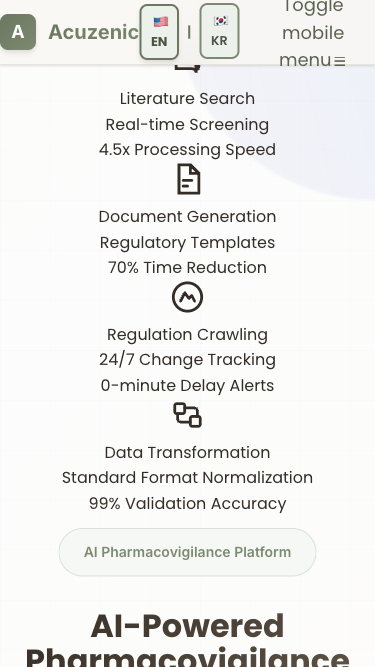 A
Acuzenic
🇺🇸
EN
|
🇰🇷
KR
Toggle
mobile
menu≡
Literature Search
Real-time Screening
4.5x Processing Speed
Document Generation
Regulatory Templates
70% Time Reduction
Regulation Crawling
24/7 Change Tracking
0-minute Delay Alerts
Data Transformation
Standard Format Normalization
99% Validation Accuracy
AI Pharmacovigilance Platform
AI-Powered
Pharmacovigilance